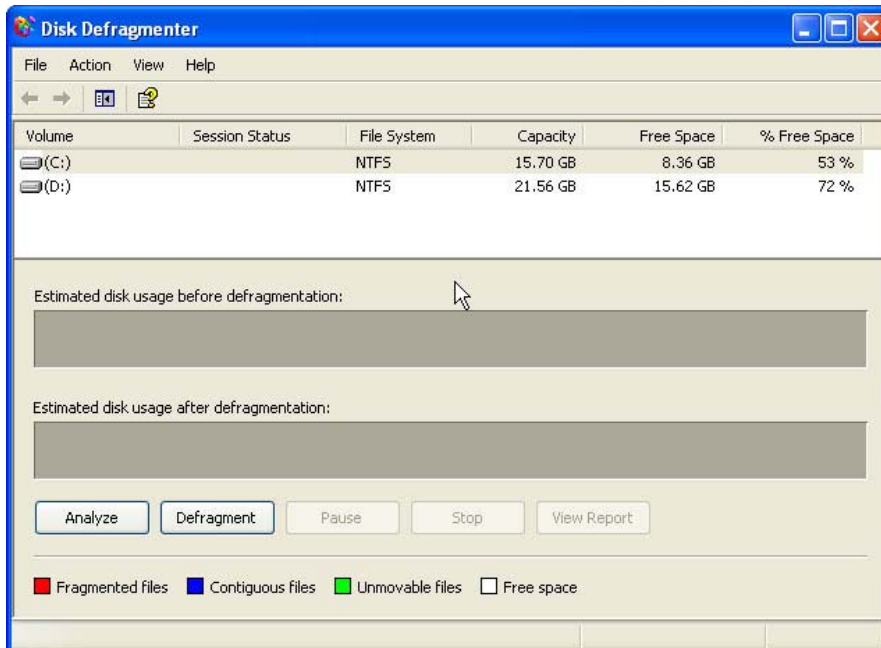 Disk Defragmenter
File Action View Help
Volume Session Status File System Capacity Free Space % Free Space
(C:) NTFS 15.70 GB 8.36 GB 53 %
(D:) NTFS 21.56 GB 15.62 GB 72 %
Estimated disk usage before defragmentation:
Estimated disk usage after defragmentation:
Analyze Defragment Pause Stop View Report
Fragmented files Contiguous files Unmovable files Free space